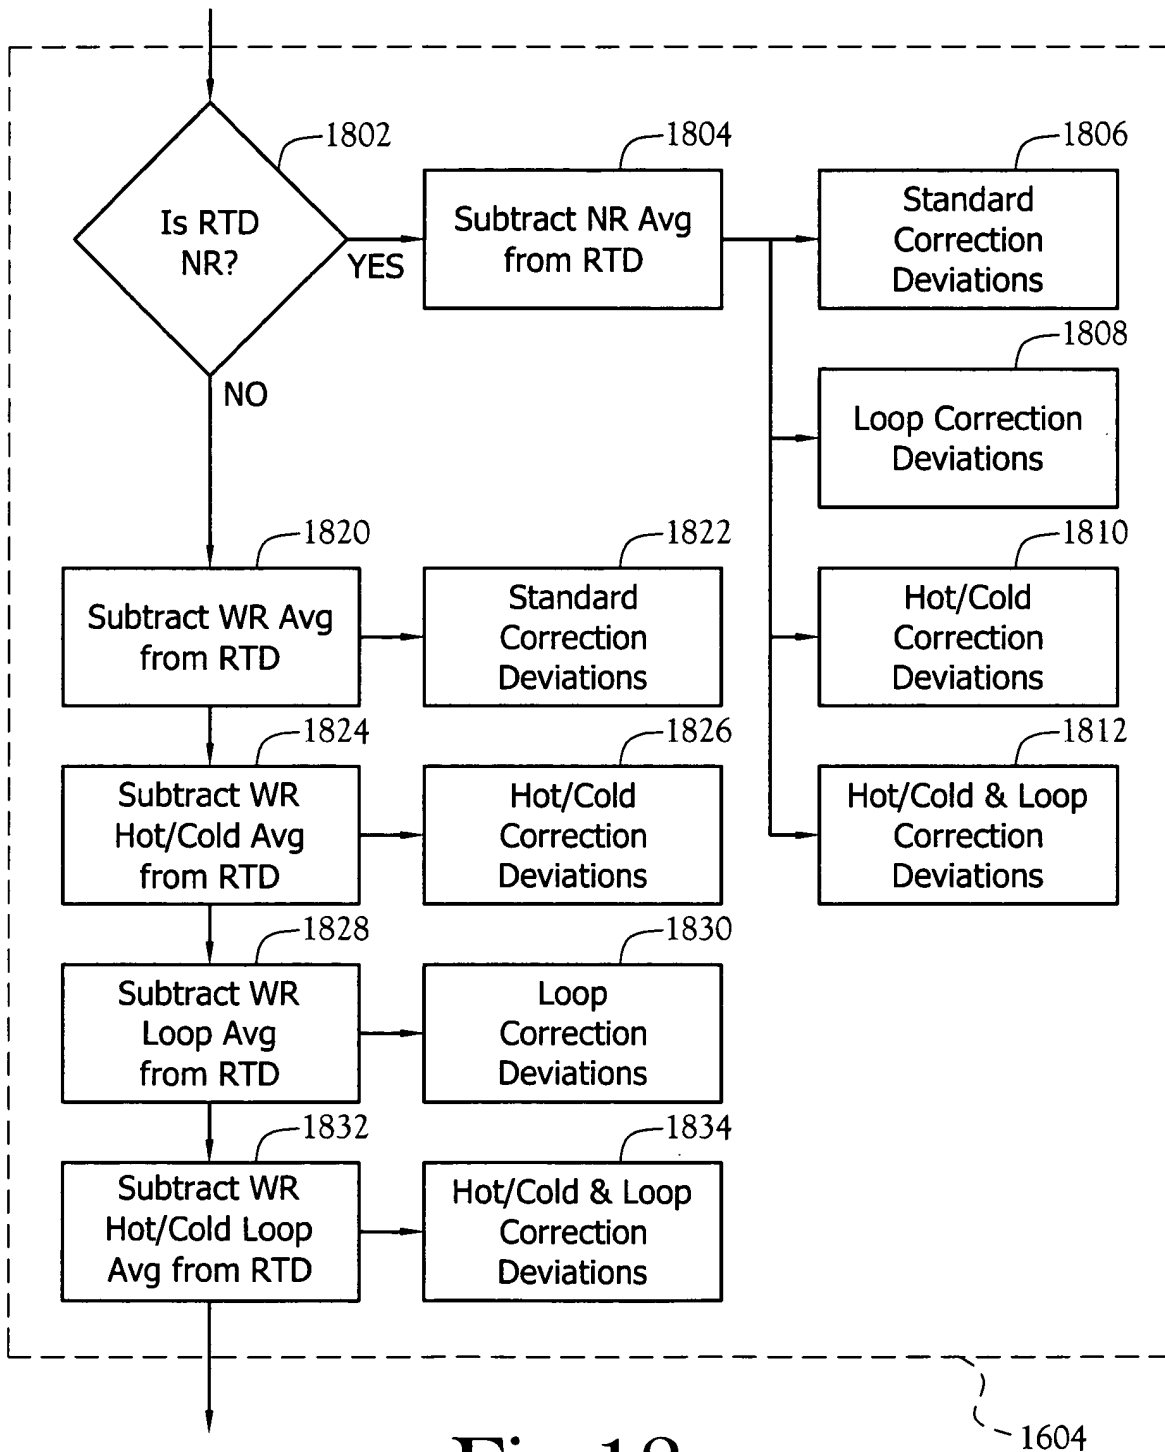 1802
Is RTD
NR?
YES
NO
1804
Subtract NR Avg
from RTD
1806
Standard
Correction
Deviations
1808
Loop Correction
Deviations
1810
Hot/Cold
Correction
Deviations
1812
Hot/Cold & Loop
Correction
Deviations
1820
Subtract WR Avg
from RTD
1822
Standard
Correction
Deviations
1824
Subtract WR
Hot/Cold Avg
from RTD
1826
Hot/Cold
Correction
Deviations
1828
Subtract WR
Loop Avg
from RTD
1830
Loop
Correction
Deviations
1832
Subtract WR
Hot/Cold Loop
Avg from RTD
1834
Hot/Cold & Loop
Correction
Deviations
1604
Fig. 18